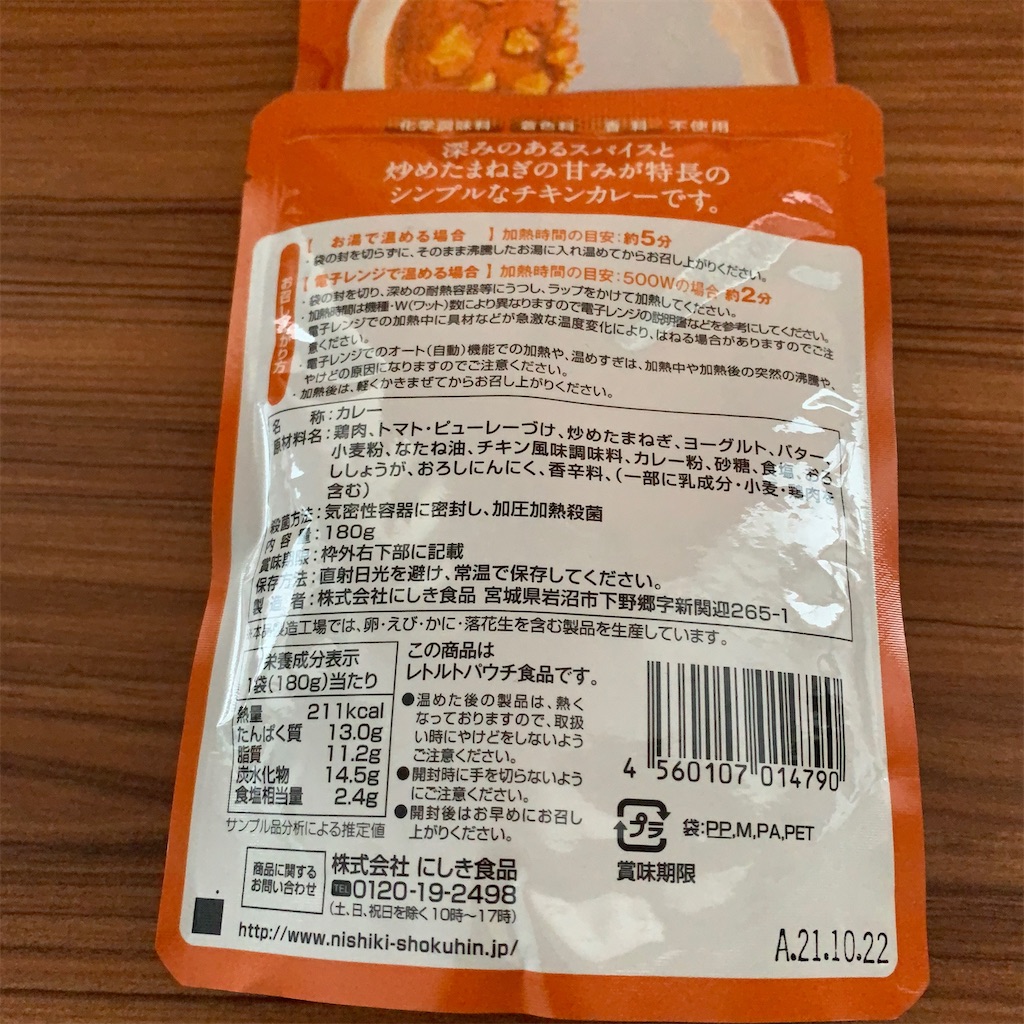 化学調味料 着色料 香料 不使用
深みのあるスパイスと
炒めたまねぎの甘みが特長の
シンプルなチキンカレーです。
お召し上がり方
【 お湯で温める場合 】加熱時間の目安:約5分
・袋の封を切らずに、そのまま沸騰したお湯に入れ温めてからお召し上がりください。
【 電子レンジで温める場合 】加熱時間の目安:500Wの場合 約2分
・袋の封を切り、深めの耐熱容器等にうつし、ラップをかけて加熱してください。
・加熱時間は機種・W(ワット)数により異なりますので電子レンジの説明書などを参考にしてください。
・電子レンジでの加熱中に具材などが急激な温度変化により、はねる場合がありますのでご注
意ください。
・電子レンジでのオート(自動)機能での加熱や、温めすぎは、加熱中や加熱後の突然の沸騰や、
やけどの原因になりますのでご注意ください。
・加熱後は、軽くかきまぜてからお召し上がりください。
名 称:カレー
原材料名:鶏肉、トマト・ピューレーづけ、炒めたまねぎ、ヨーグルト、バター、
小麦粉、なたね油、チキン風味調味料、カレー粉、砂糖、食塩、おろ
ししょうが、おろしにんにく、香辛料、(一部に乳成分・小麦・鶏肉を
含む)
殺菌方法:気密性容器に密封し、加圧加熱殺菌
内容量:180g
賞味期限:枠外右下部に記載
保存方法:直射日光を避け、常温で保存してください。
製造者:株式会社にしき食品 宮城県岩沼市下野郷字新関迎265-1
※本品製造工場では、卵・えび・かに・落花生を含む製品を生産しています。
栄養成分表示
1袋(180g)当たり
熱量 211kcal
たんぱく質 13.0g
脂質 11.2g
炭水化物 14.5g
食塩相当量 2.4g
サンプル品分析による推定値
この商品は
レトルトパウチ食品です。
●温めた後の製品は、熱く
なっておりますので、取扱
い時にやけどをしないよう
ご注意ください。
●開封時に手を切らないよう
にご注意ください。
●開封後はお早めにお召し
上がりください。
4 560107 014790
プラ 袋:PP,M,PA,PET
賞味期限
商品に関する
お問い合わせ
株式会社 にしき食品
TEL 0120-19-2498
(土、日、祝日を除く10時〜17時)
http://www.nishiki-shokuhin.jp/
A.21.10.22